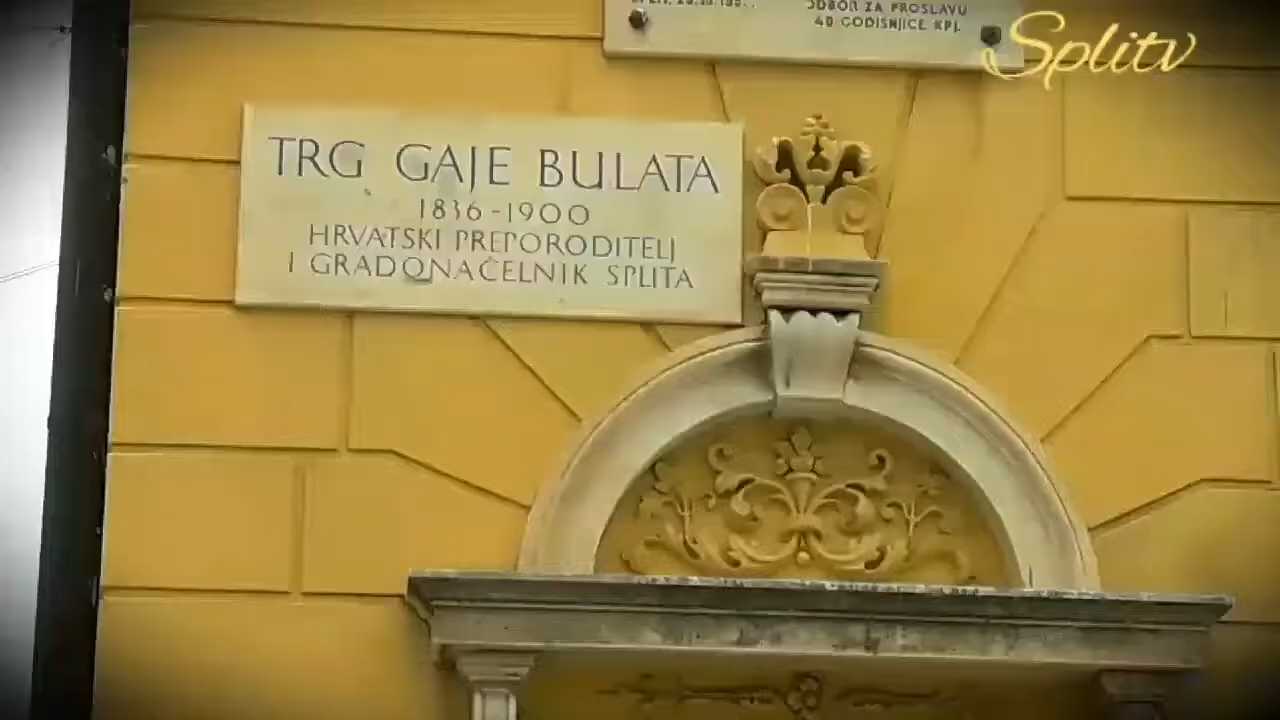 ODBOR ZA PROSLAVU
40 GODIŠNJICE KPJ.
Splitv
TRG GAJE BULATA
1836-1900
HRVATSKI PREPORODITELJ
I GRADONAČELNIK SPLITA